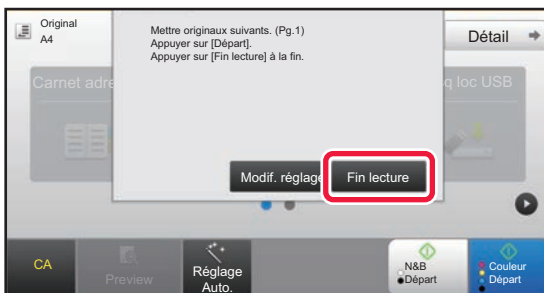 Original
A4
Mettre originaux suivants. (Pg.1)
Appuyer sur [Départ].
Appuyer sur [Fin lecture] à la fin.
Détail
Carnet adre
q loc USB
Modif. réglage
Fin lecture
CA
Preview
Réglage
Auto.
N&B
Départ
Couleur
Départ